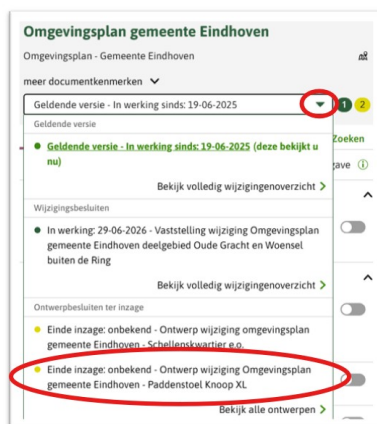 Omgevingsplan gemeente Eindhoven
Omgevingsplan - Gemeente Eindhoven
meer documentkenmerken
Geldende versie - In werking sinds: 19-06-2025
1 2
Geldende versie
Zoeken
Geldende versie - In werking sinds: 19-06-2025 (deze bekijkt u
nu)
gave
Bekijk volledig wijzigingenoverzicht
Wijzigingsbesluiten
In werking: 29-06-2026 - Vaststelling wijziging Omgevingsplan
gemeente Eindhoven deelgebied Oude Gracht en Woensel
buiten de Ring
Bekijk volledig wijzigingenoverzicht
Ontwerpbesluiten ter inzage
Einde inzage: onbekend - Ontwerp wijziging omgevingsplan
gemeente Eindhoven - Schellenskwartier e.o.
Einde inzage: onbekend - Ontwerp wijziging Omgevingsplan
gemeente Eindhoven - Paddenstoel Knoop XL
Bekijk alle ontwerpen